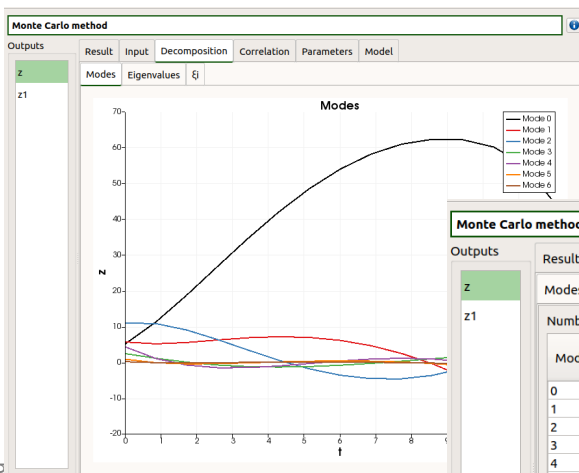 Monte Carlo method
Outputs
z
z1
Result Input Decomposition Correlation Parameters Model
Modes Eigenvalues ξi
Modes
70
60
50
40
30
20
10
0
-10
-20
z
0 1 2 3 4 5 6 7 8 9
t
Mode 0
Mode 1
Mode 2
Mode 3
Mode 4
Mode 5
Mode 6
Monte Carlo method
Outputs
z
z1
Result
Modes
Numb
Mod
0
1
2
3
4